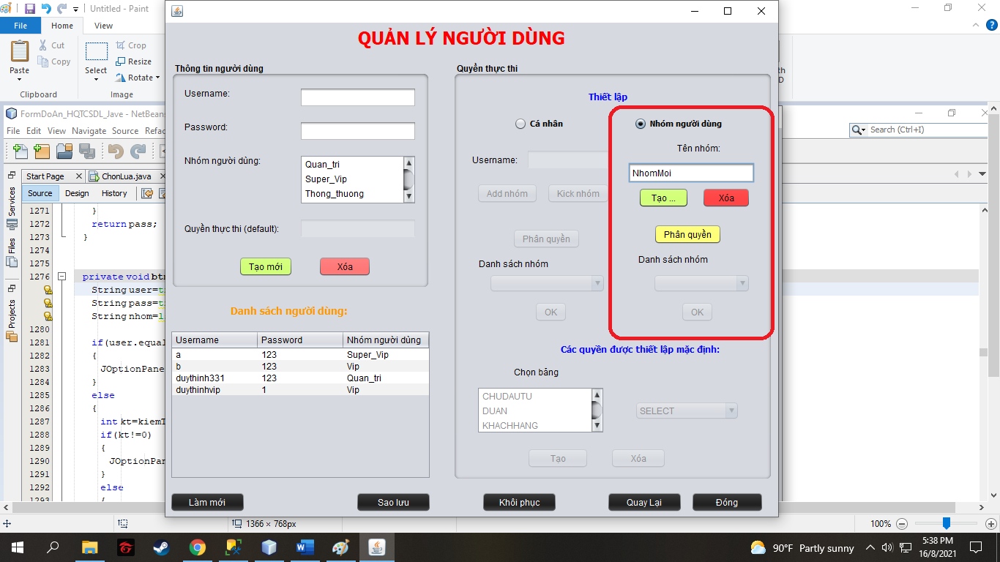 Untitled - Paint
File Home View
Paste
Cut
Copy
Clipboard
Select
Crop
Resize
Rotate
Image
FormDoAn_HQTCSDL_Jave - NetBeans
File Edit View Navigate Source Refac
Search (Ctrl+I)
Start Page
ChonLua.java
Source Design History
Services
Files
Projects
1271 }
1272 return pass;
1273 }
1274
1275
1276 private void btn
String user=t
String pass=t
String nhom=l
1280
1281 if(user.equal
1282 {
1283 JOptionPane
1284 }
1285 else
1286 {
1287 int kt=kiemT
1288 if(kt!=0)
1289 {
1290 JOptionPan
1291 }
1292 else
1293 {
QUẢN LÝ NGƯỜI DÙNG
Thông tin người dùng
Username:
Password:
Nhóm người dùng:
Quan_tri
Super_Vip
Thong_thuong
Quyền thực thi (default):
Tạo mới
Xóa
Danh sách người dùng:
Username Password Nhóm người dùng
a 123 Super_Vip
b 123 Vip
duythinh331 123 Quan_tri
duythinhvip 1 Vip
Quyền thực thi
Thiết lập
Cá nhân
Username:
Add nhóm
Kick nhóm
Phân quyền
Danh sách nhóm
OK
Nhóm người dùng
Tên nhóm:
NhomMoi
Tạo ...
Xóa
Phân quyền
Danh sách nhóm
OK
Các quyền được thiết lập mặc định:
Chọn bảng
CHUDAUTU
DUAN
KHACHHANG
SELECT
Tạo
Xóa
Làm mới
Sao lưu
Khôi phục
Quay Lại
Đóng
1366 × 768px
100%
90°F Partly sunny
5:38 PM
16/8/2021